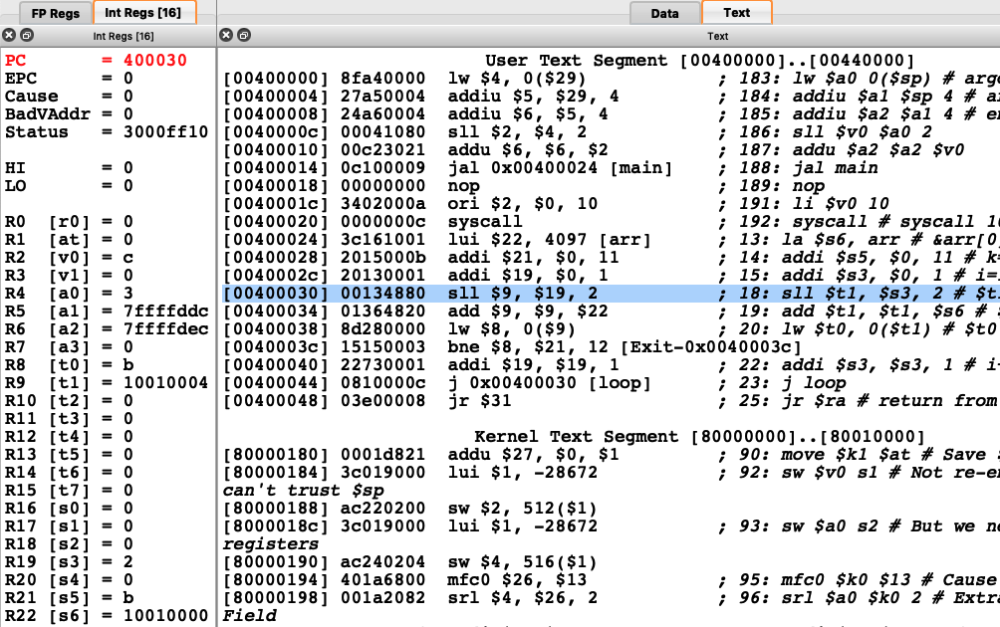 FP Regs
Int Regs [16]
Data
Text
Int Regs [16]
Text
PC = 400030
EPC = 0
Cause = 0
BadVAddr = 0
Status = 3000ff10
HI = 0
LO = 0
R0 [r0] = 0
R1 [at] = 0
R2 [v0] = c
R3 [v1] = 0
R4 [a0] = 3
R5 [a1] = 7ffffddc
R6 [a2] = 7ffffdec
R7 [a3] = 0
R8 [t0] = b
R9 [t1] = 10010004
R10 [t2] = 0
R11 [t3] = 0
R12 [t4] = 0
R13 [t5] = 0
R14 [t6] = 0
R15 [t7] = 0
R16 [s0] = 0
R17 [s1] = 0
R18 [s2] = 0
R19 [s3] = 2
R20 [s4] = 0
R21 [s5] = b
R22 [s6] = 10010000
User Text Segment [00400000]..[00440000]
[00400000] 8fa40000 lw $4, 0($29) ; 183: lw $a0 0($sp) # argc
[00400004] 27a50004 addiu $5, $29, 4 ; 184: addiu $a1 $sp 4 # a
[00400008] 24a60004 addiu $6, $5, 4 ; 185: addiu $a2 $a1 4 # e
[0040000c] 00041080 sll $2, $4, 2 ; 186: sll $v0 $a0 2
[00400010] 00c23021 addu $6, $6, $2 ; 187: addu $a2 $a2 $v0
[00400014] 0c100009 jal 0x00400024 [main] ; 188: jal main
[00400018] 00000000 nop ; 189: nop
[0040001c] 3402000a ori $2, $0, 10 ; 191: li $v0 10
[00400020] 0000000c syscall ; 192: syscall # syscall 10
[00400024] 3c161001 lui $22, 4097 [arr] ; 13: la $s6, arr # &arr[0]
[00400028] 2015000b addi $21, $0, 11 ; 14: addi $s5, $0, 11 # k=
[0040002c] 20130001 addi $19, $0, 1 ; 15: addi $s3, $0, 1 # i=
[00400030] 00134880 sll $9, $19, 2 ; 18: sll $t1, $s3, 2 # $t
[00400034] 01364820 add $9, $9, $22 ; 19: add $t1, $t1, $s6 #
[00400038] 8d280000 lw $8, 0($9) ; 20: lw $t0, 0($t1) # $t0
[0040003c] 15150003 bne $8, $21, 12 [Exit-0x0040003c]
[00400040] 22730001 addi $19, $19, 1 ; 22: addi $s3, $s3, 1 # i
[00400044] 0810000c j 0x00400030 [loop] ; 23: j loop
[00400048] 03e00008 jr $31 ; 25: jr $ra # return from
Kernel Text Segment [80000000]..[80010000]
[80000180] 0001d821 addu $27, $0, $1 ; 90: move $k1 $at # Save
[80000184] 3c019000 lui $1, -28672 ; 92: sw $v0 s1 # Not re-e
can't trust $sp
[80000188] ac220200 sw $2, 512($1)
[8000018c] 3c019000 lui $1, -28672 ; 93: sw $a0 s2 # But we ne
registers
[80000190] ac240204 sw $4, 516($1)
[80000194] 401a6800 mfc0 $26, $13 ; 95: mfc0 $k0 $13 # Cause
[80000198] 001a2082 srl $4, $26, 2 ; 96: srl $a0 $k0 2 # Extra
Field